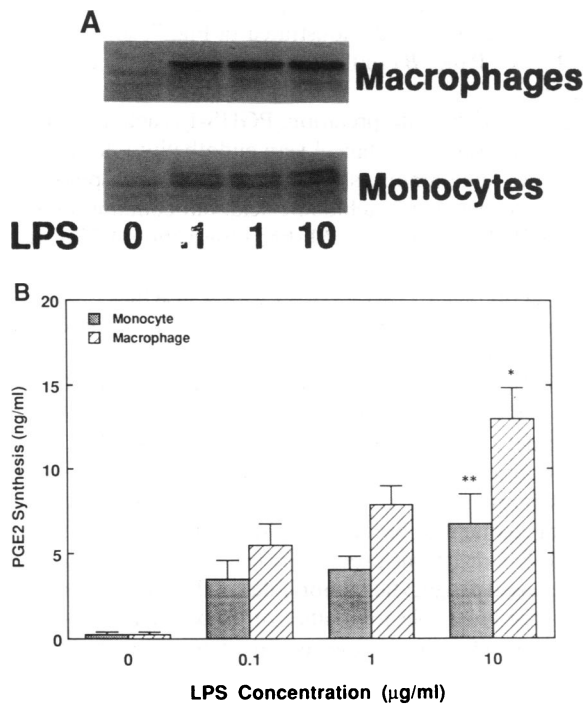 A
Macrophages
Monocytes
LPS 0 .1 1 10
B
20
15
10
5
0
PGE2 Synthesis (ng/ml)
Monocyte
Macrophage
*
**
0 0.1 1 10
LPS Concentration (µg/ml)